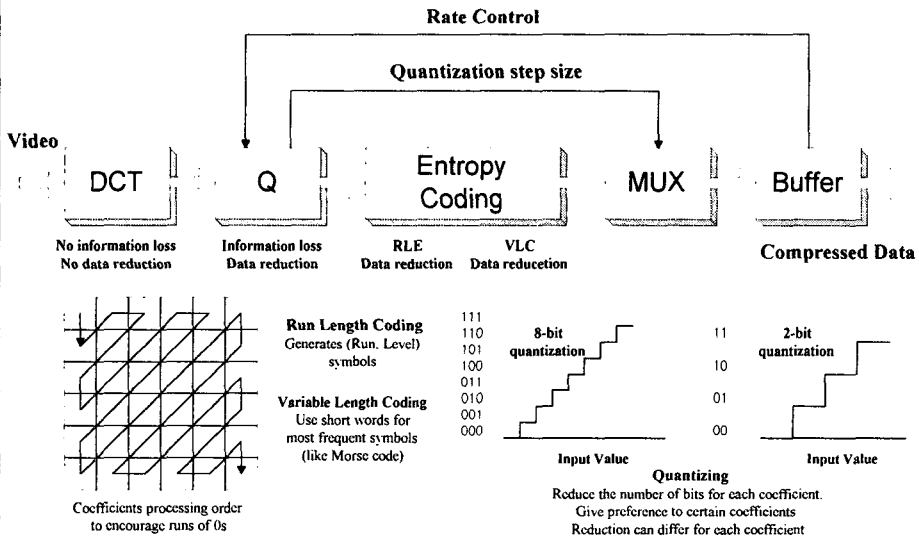 Rate Control
Quantization step size
Video
DCT
Q
Entropy
Coding
MUX
Buffer
No information loss
No data reduction
Information loss
Data reduction
RLE
Data reduction
VLC
Data reducetion
Compressed Data
Coefficients processing order
to encourage runs of 0s
Run Length Coding
Generates (Run, Level)
symbols
Variable Length Coding
Use short words for
most frequent symbols
(like Morse code)
111
110
101
100
011
010
001
000
8-bit
quantization
Input Value
11
10
01
00
2-bit
quantization
Input Value
Quantizing
Reduce the number of bits for each coefficient.
Give preference to certain coefficients
Reduction can differ for each coefficient